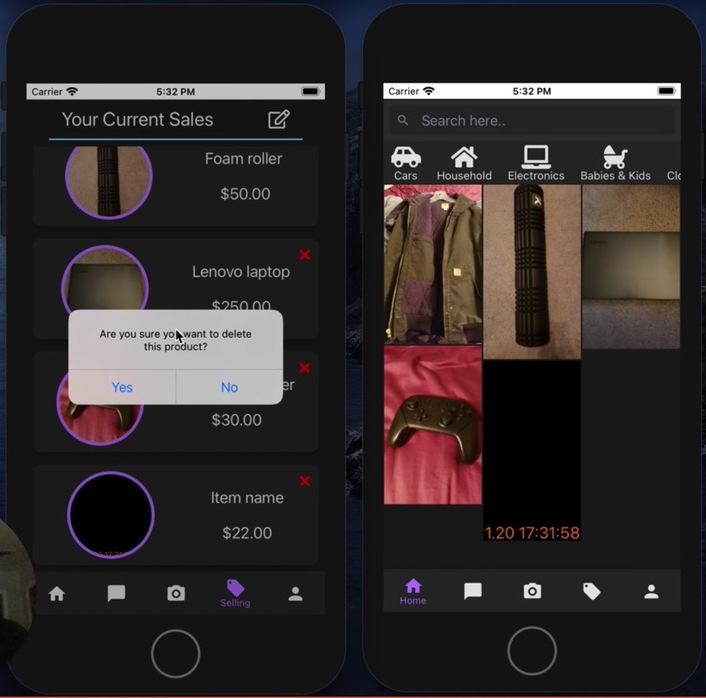 Carrier
5:32 PM
Your Current Sales
Foam roller
$50.00
Lenovo laptop
$250.00
Are you sure you want to delete
this product?
Yes
No
er
$30.00
Item name
$22.00
Selling
Carrier
5:32 PM
Search here..
Cars
Household
Electronics
Babies & Kids
Clo
1.20 17:31:58
Home